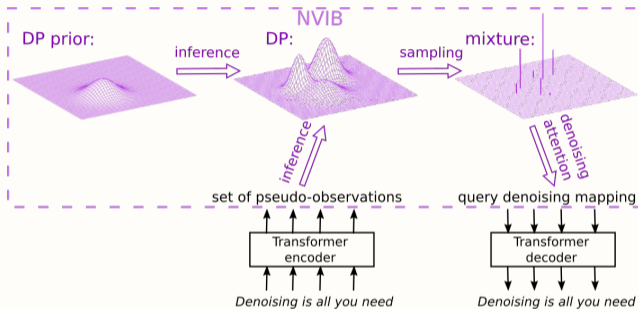 NVIB
DP prior:
inference
DP:
sampling
mixture:
inference
denoising
attention
set of pseudo-observations
query denoising mapping
Transformer
encoder
Transformer
decoder
Denoising is all you need
Denoising is all you need